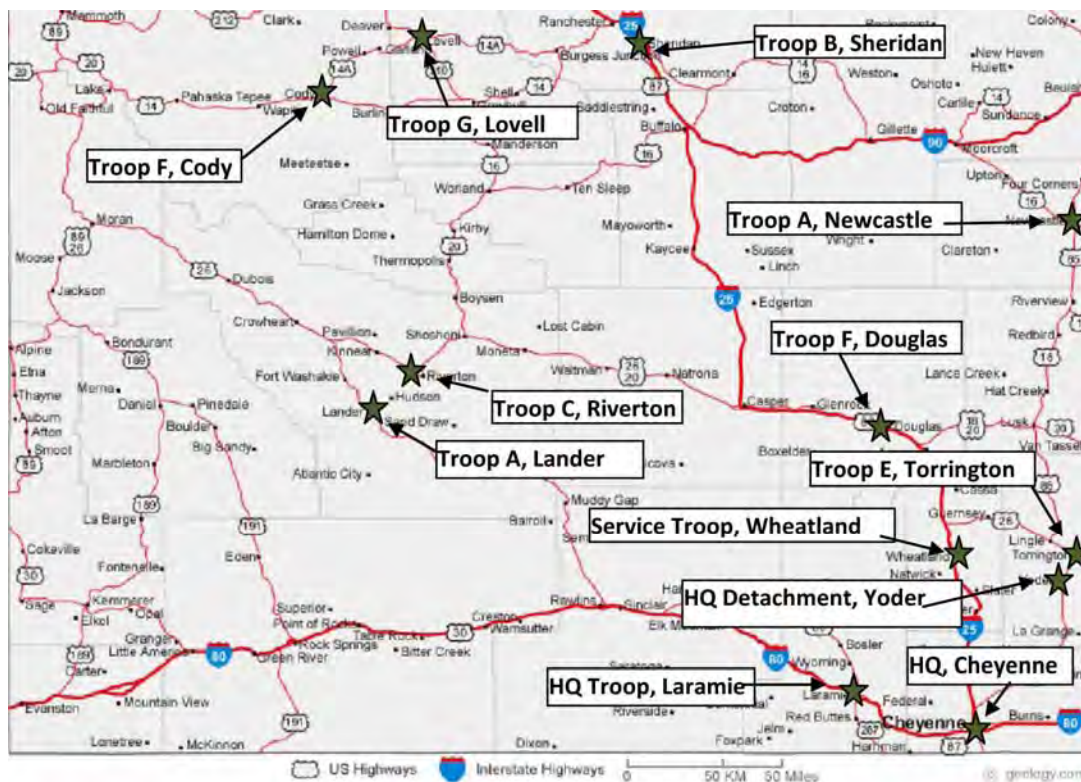 Mammoth
Clark
Deaver
Ranchester
Colony
Powell
Lovell
Sheridan
Troop B, Sheridan
New Haven
Hulett
Burgess Junction
Clearmont
Weston
Oshoto
Lake
Pahaska Tepee
Cody
Shell
Carlile
Beulah
Old Faithful
Wapiti
Saddlestring
Croton
Sundance
Troop G, Lovell
Buffalo
Gillette
Moorcroft
Manderson
Troop F, Cody
Meeteetse
Upton
Four Corners
Worland
Ten Sleep
Grass Creek
Troop A, Newcastle
Moran
Mayoworth
Hamilton Dome
Kirby
Kaycee
Sussex
Wright
Clareton
Moose
Thermopolis
Linch
Dubois
Jackson
Boysen
Edgerton
Riverview
Crowheart
Lost Cabin
Pavilion
Shoshoni
Redbird
Alpine
Bondurant
Kinnear
Moneta
Troop F, Douglas
Etna
Fort Washakie
Riverton
Waltman
Natrona
Lance Creek
Thayne
Merna
Hat Creek
Auburn
Daniel
Pinedale
Hudson
Troop C, Riverton
Casper
Glenrock
Afton
Boulder
Lander
Sand Draw
Douglas
Lusk
Smoot
Big Sandy
Boxelder
Van Tassel
Marbleton
Troop A, Lander
Troop E, Torrington
Atlantic City
Cassa
Muddy Gap
La Barge
Bairoil
Service Troop, Wheatland
Guernsey
Lingle
Torrington
Cokeville
Eden
Wheatland
Fontenelle
Natwick
HQ Detachment, Yoder
Slater
Sage
Kemmerer
Opal
Superior
Rawlins
Sinclair
Elkol
Point of Rocks
Creston
Wamsutter
Elk Mountain
La Grange
Granger
Rock Springs
Table Rock
Bosler
Little America
Green River
Bitter Creek
Wyoming
HQ, Cheyenne
Carter
Saratoga
HQ Troop, Laramie
Laramie
Federal
Evanston
Mountain View
Riverside
Red Buttes
Cheyenne
Burns
Lonetree
McKinnon
Dixon
Jelm
Foxpark
Harriman
US Highways
Interstate Highways
0 50 KM 50 Miles
(c) geology.com